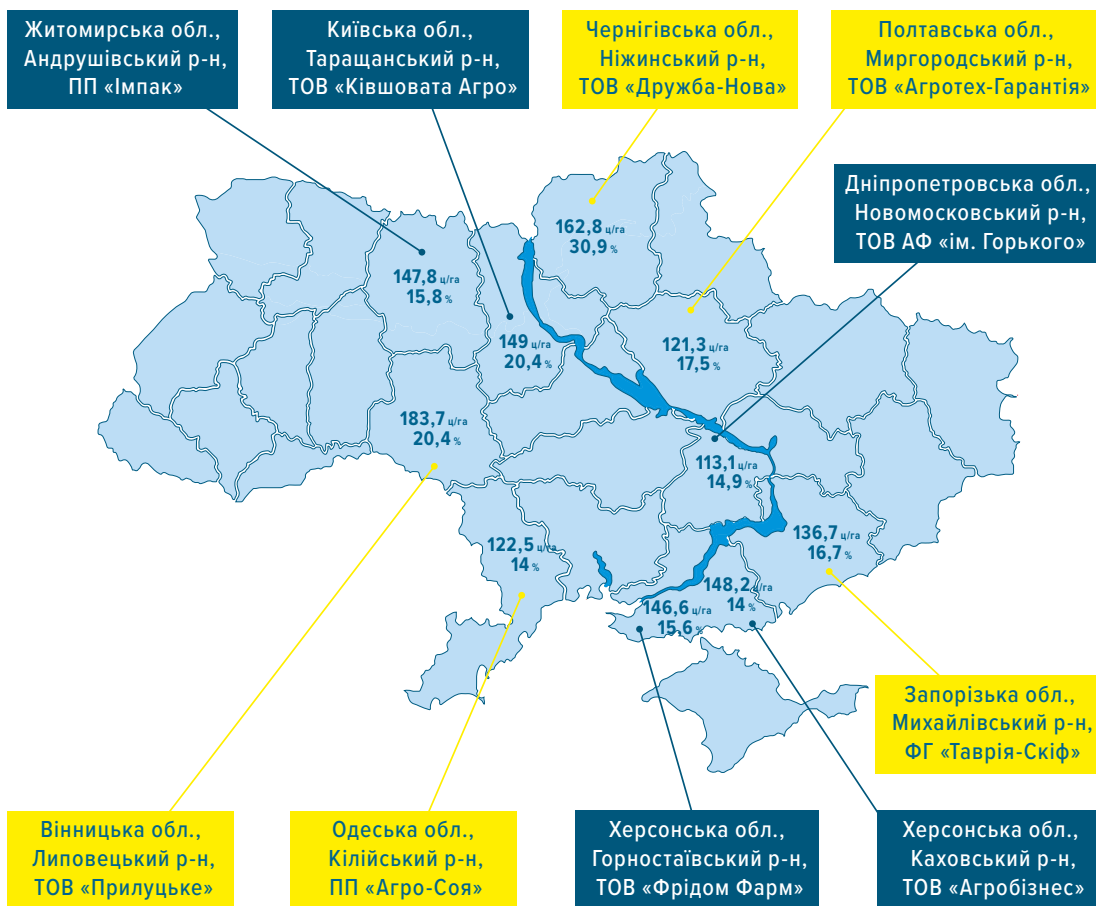 Житомирська обл.,
Андрушівський р-н,
ПП «Імпак»
Київська обл.,
Таращанський р-н,
ТОВ «Ківшовата Агро»
Чернігівська обл.,
Ніжинський р-н,
ТОВ «Дружба-Нова»
Полтавська обл.,
Миргородський р-н,
ТОВ «Агротех-Гарантія»
Дніпропетровська обл.,
Новомосковський р-н,
ТОВ АФ «ім. Горького»
162,8 ц/га
30,9 %
147,8 ц/га
15,8 %
149 ц/га
20,4 %
121,3 ц/га
17,5 %
183,7 ц/га
20,4 %
113,1 ц/га
14,9 %
122,5 ц/га
14 %
136,7 ц/га
16,7 %
148,2 ц/га
14 %
146,6 ц/га
15,6 %
Запорізька обл.,
Михайлівський р-н,
ФГ «Таврія-Скіф»
Вінницька обл.,
Липовецький р-н,
ТОВ «Прилуцьке»
Одеська обл.,
Кілійський р-н,
ПП «Агро-Соя»
Херсонська обл.,
Горностаївський р-н,
ТОВ «Фрідом Фарм»
Херсонська обл.,
Каховський р-н,
ТОВ «Агробізнес»